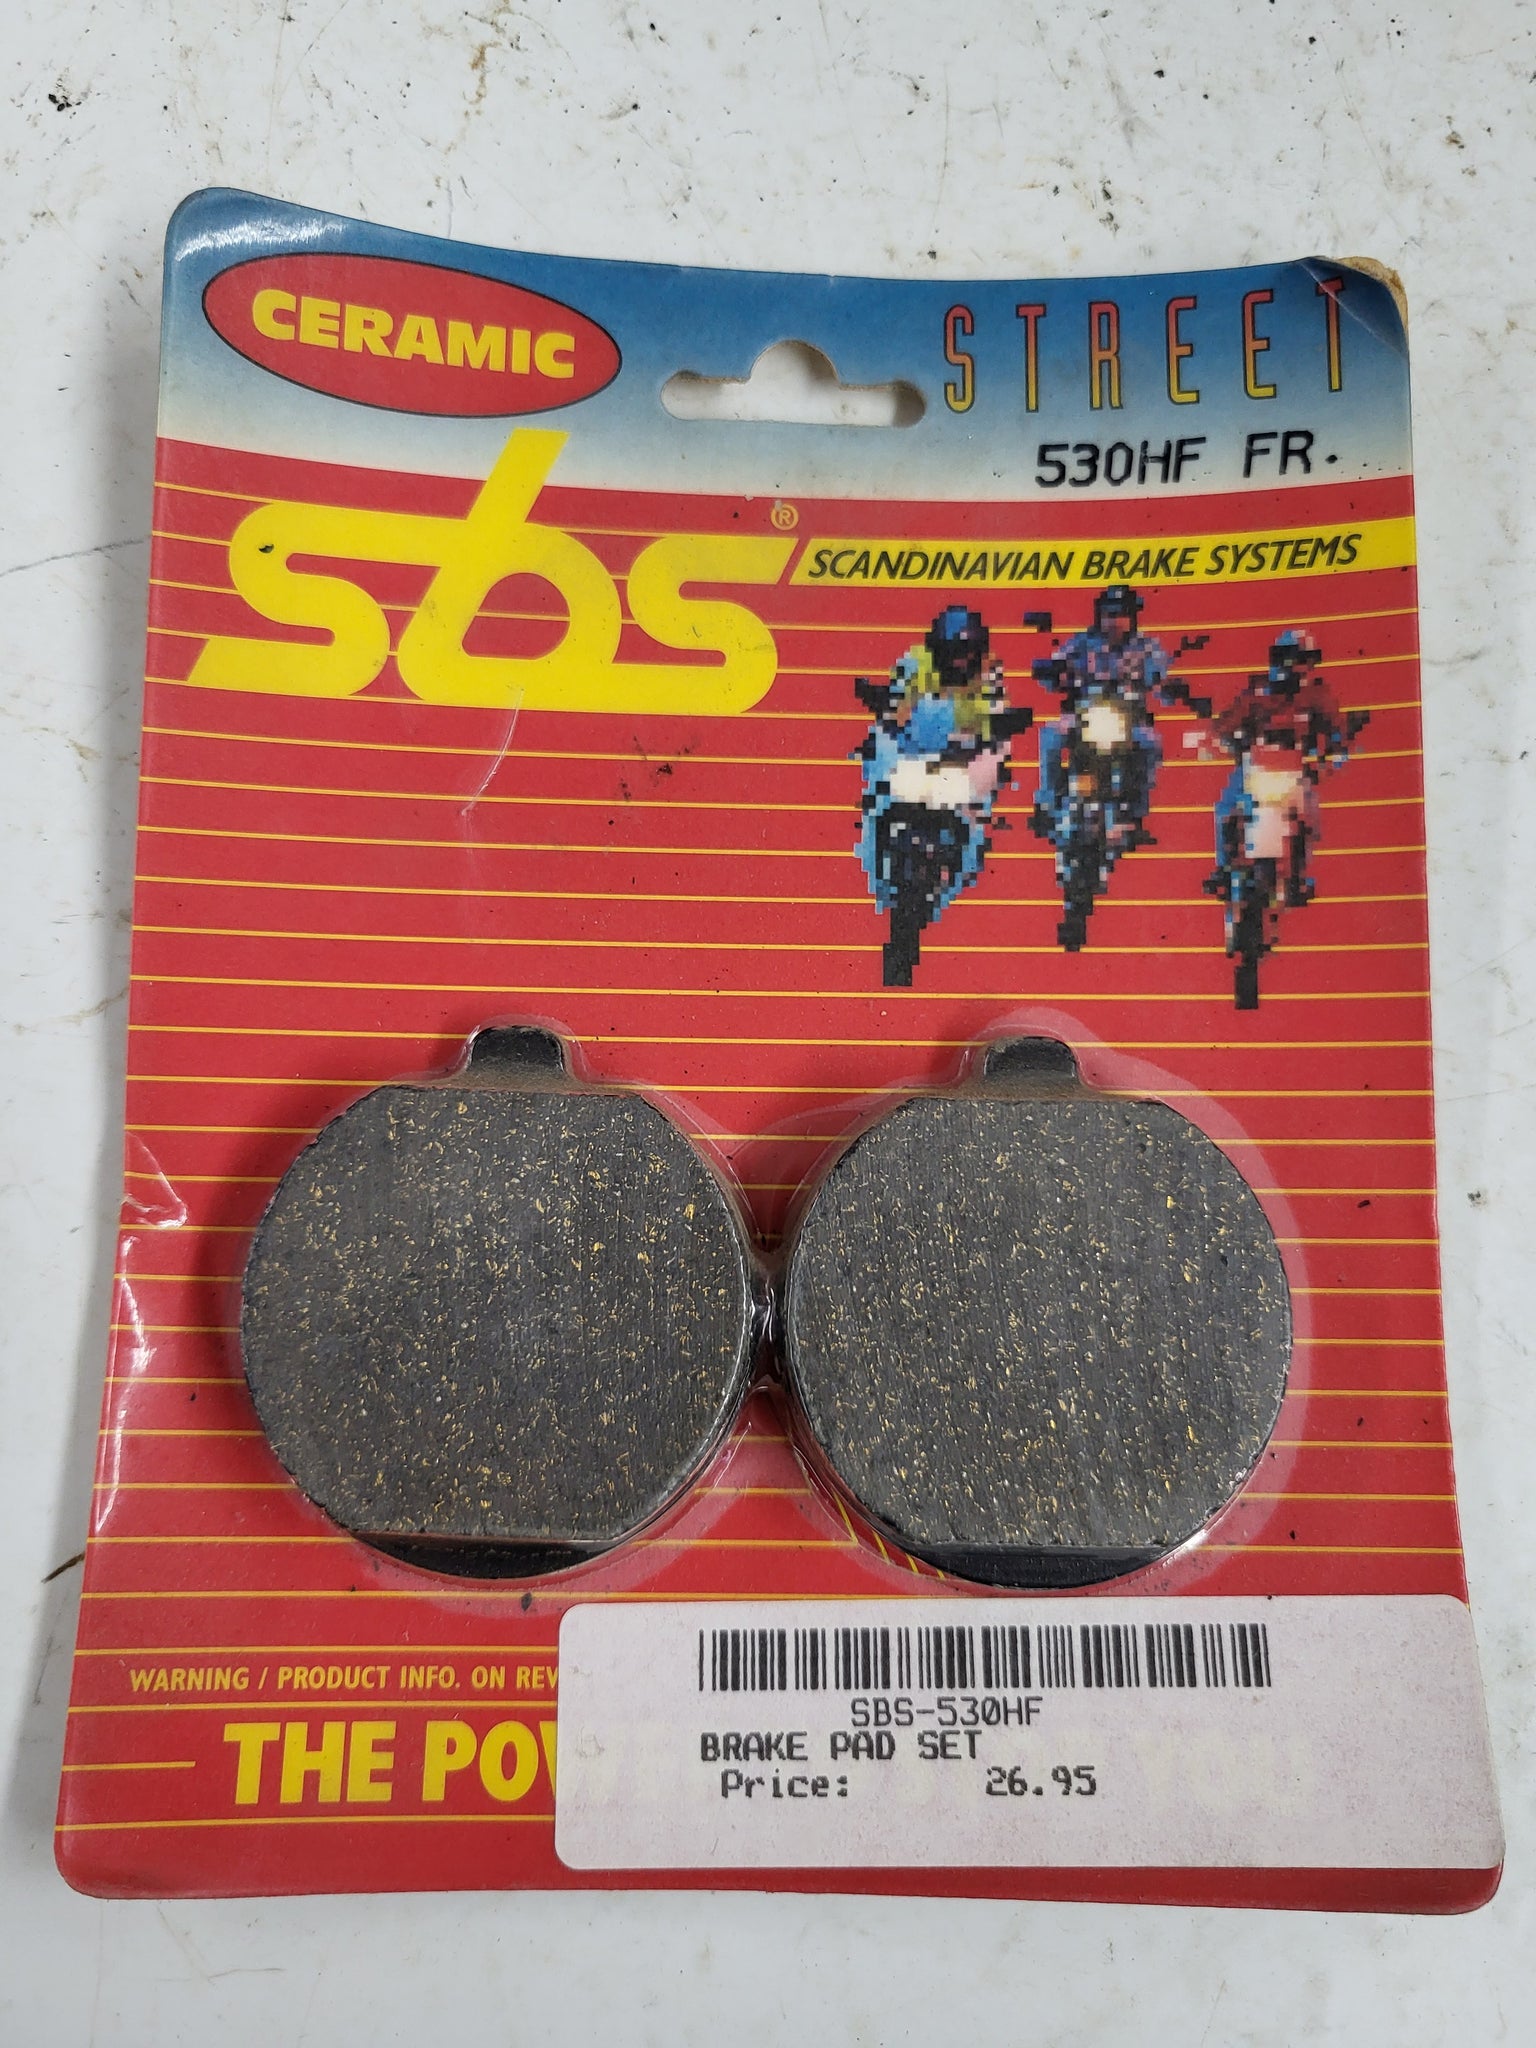 CERAMIC
STREET
530HF FR.
sbs®
SCANDINAVIAN BRAKE SYSTEMS
WARNING / PRODUCT INFO. ON REV
THE POW
SBS-530HF
BRAKE PAD SET
Price: 26.95